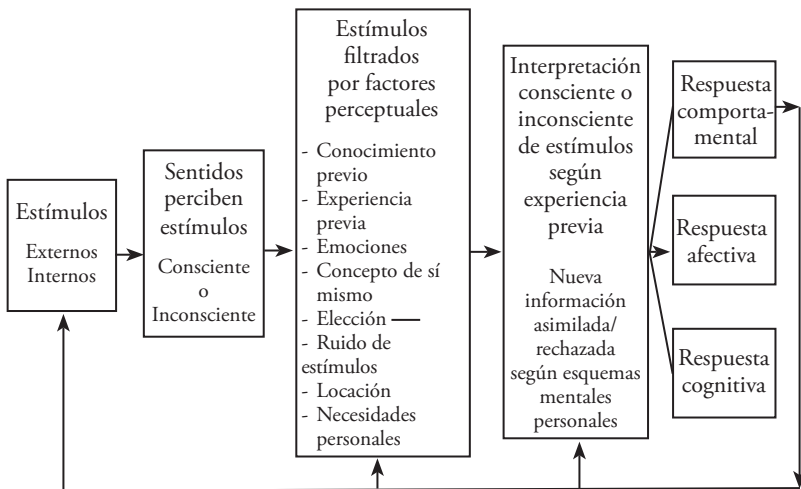 Estímulos
Externos
Internos
Sentidos
perciben
estímulos
Consciente
o
Inconsciente
Estímulos
filtrados
por factores
perceptuales
- Conocimiento
previo
- Experiencia
previa
- Emociones
- Concepto de sí
mismo
- Elección —
- Ruido de
estímulos
- Locación
- Necesidades
personales
Interpretación
consciente o
inconsciente
de estímulos
según
experiencia
previa
Nueva
información
asimilada/
rechazada
según esquemas
mentales
personales
Respuesta
comporta-
mental
Respuesta
afectiva
Respuesta
cognitiva